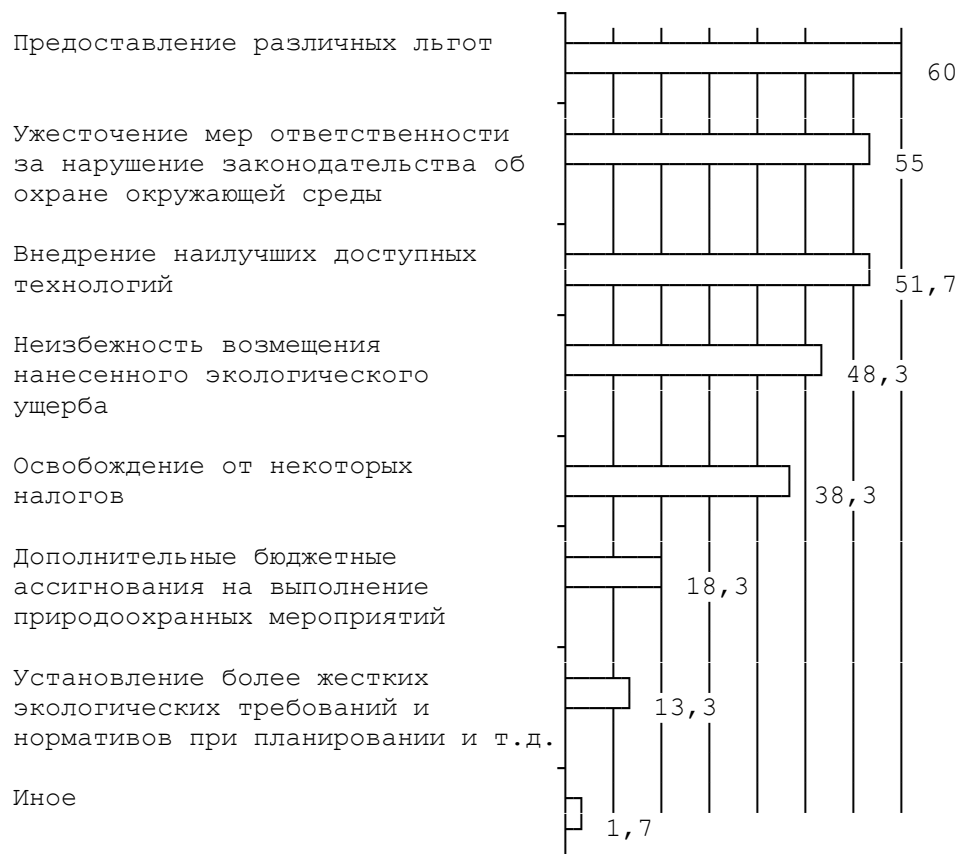 Предоставление различных льгот
60
Ужесточение мер ответственности
за нарушение законодательства об
55
охране окружающей среды
Внедрение наилучших доступных
технологий
51,7
Неизбежность возмещения
нанесенного экологического
48,3
ущерба
Освобождение от некоторых
налогов
38,3
Дополнительные бюджетные
ассигнования на выполнение
18,3
природоохранных мероприятий
Установление более жестких
экологических требований и
13,3
нормативов при планировании и т.д.
Иное
1,7